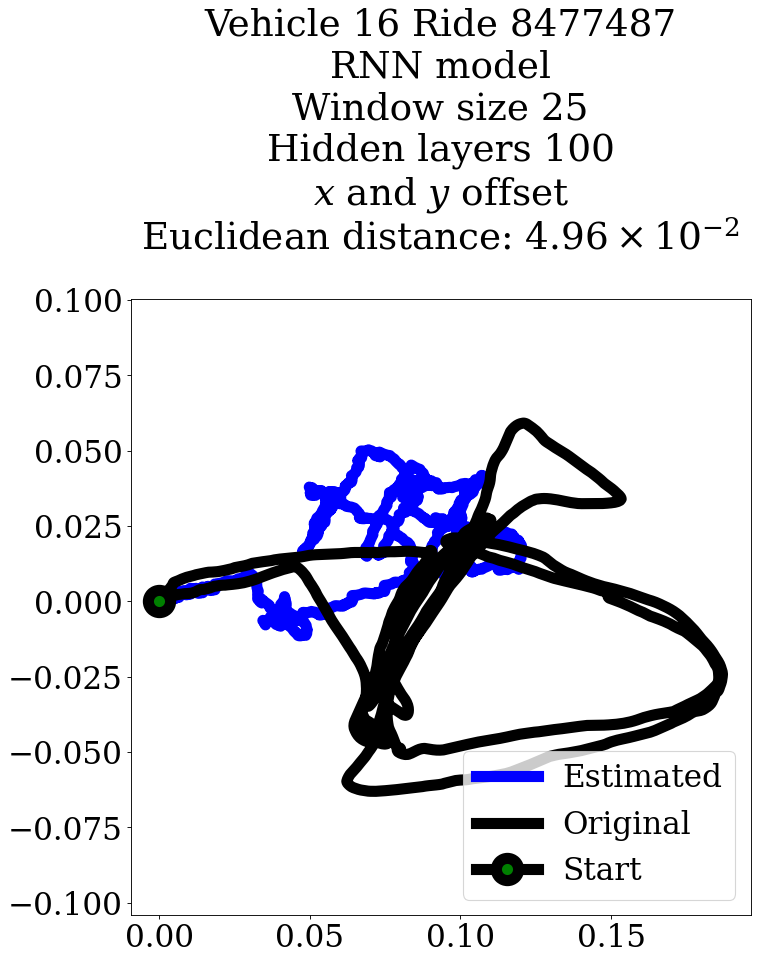 Vehicle 16 Ride 8477487
RNN model
Window size 25
Hidden layers 100
x and y offset
Euclidean distance: 4.96 × 10⁻²
0.100
0.075
0.050
0.025
0.000
−0.025
−0.050
−0.075
−0.100
0.00 0.05 0.10 0.15
Estimated
Original
Start